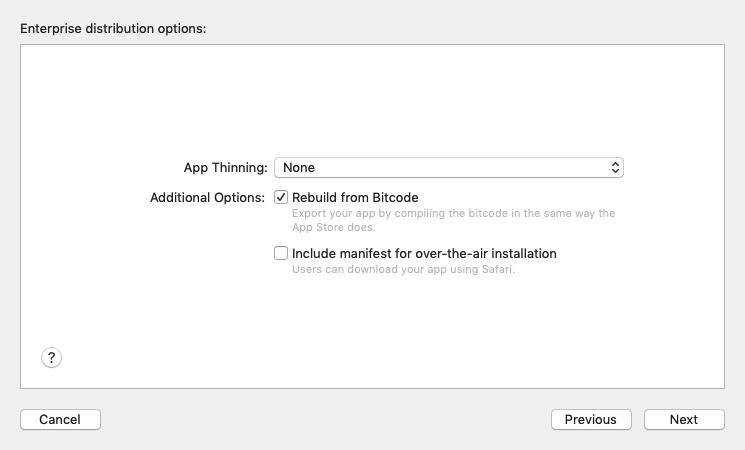 Enterprise distribution options:
App Thinning: None
Additional Options: Rebuild from Bitcode
Export your app by compiling the bitcode in the same way the
App Store does.
Include manifest for over-the-air installation
Users can download your app using Safari.
?
Cancel Previous Next